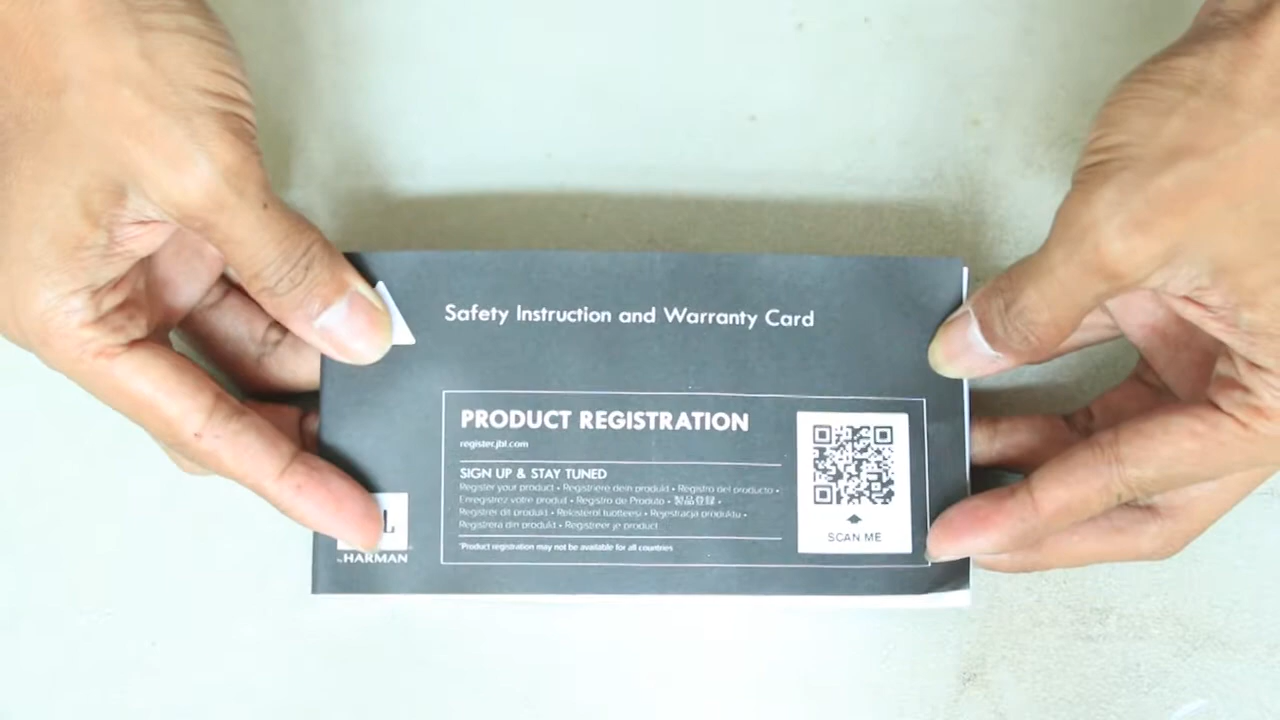 Safety Instruction and Warranty Card
PRODUCT REGISTRATION
register.jbl.com
SIGN UP & STAY TUNED
Register your product • Registriere dein produkt • Registro del producto •
Enregistrez votre produit • Registro de Produto • 製品登録 •
Registrer dit produkt • Rekisteröi tuotteesi • Rejestracja produktu •
Registrera din produkt • Registreer je product
*Product registration may not be available for all countries
SCAN ME
L
by HARMAN